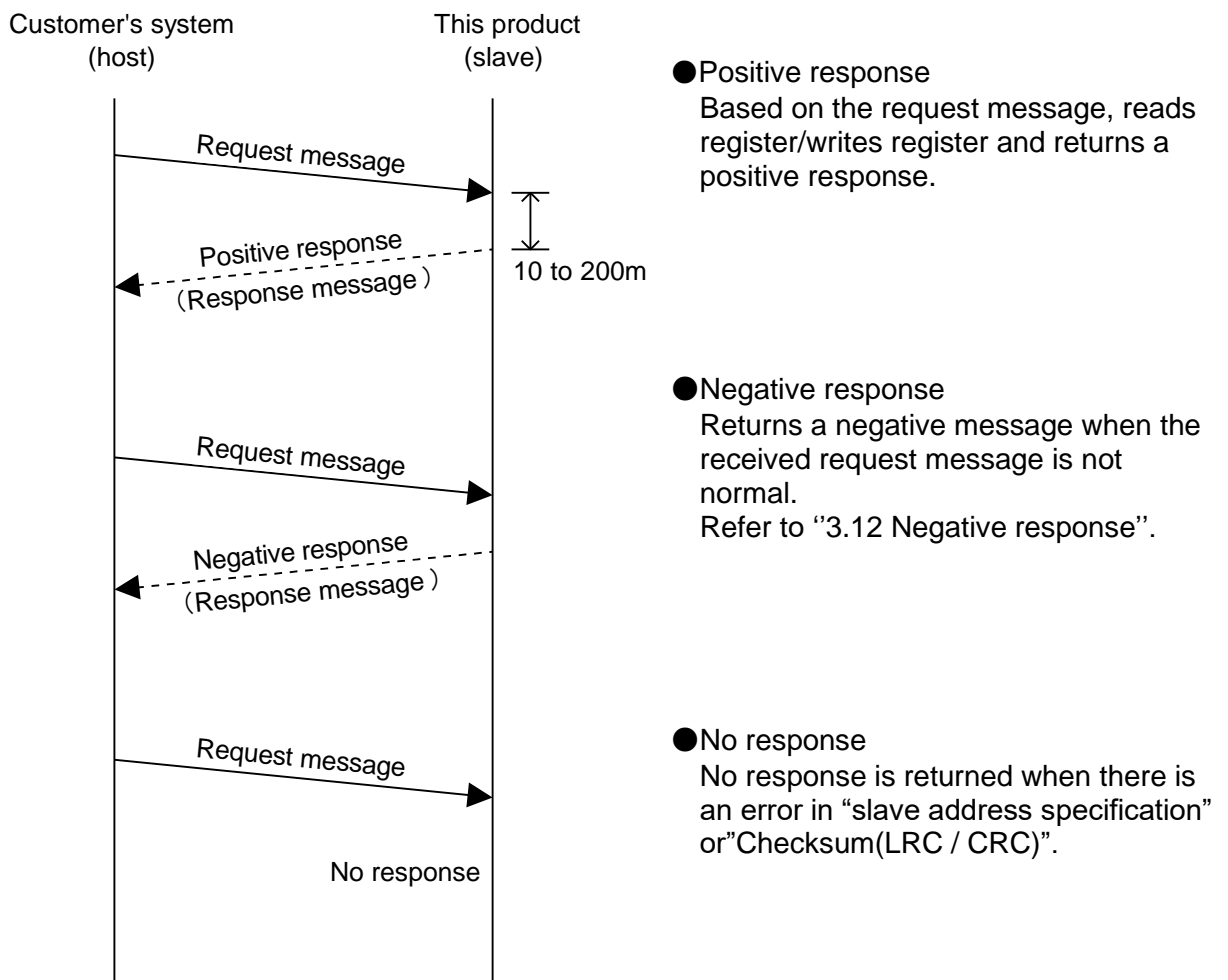 Customer's system
(host)
This product
(slave)
Request message
Positive response
（Response message）
10 to 200m
●Positive response
Based on the request message, reads
register/writes register and returns a
positive response.
Request message
Negative response
（Response message）
●Negative response
Returns a negative message when the
received request message is not
normal.
Refer to ‘’3.12 Negative response’’.
Request message
No response
●No response
No response is returned when there is
an error in “slave address specification”
or”Checksum(LRC / CRC)”.